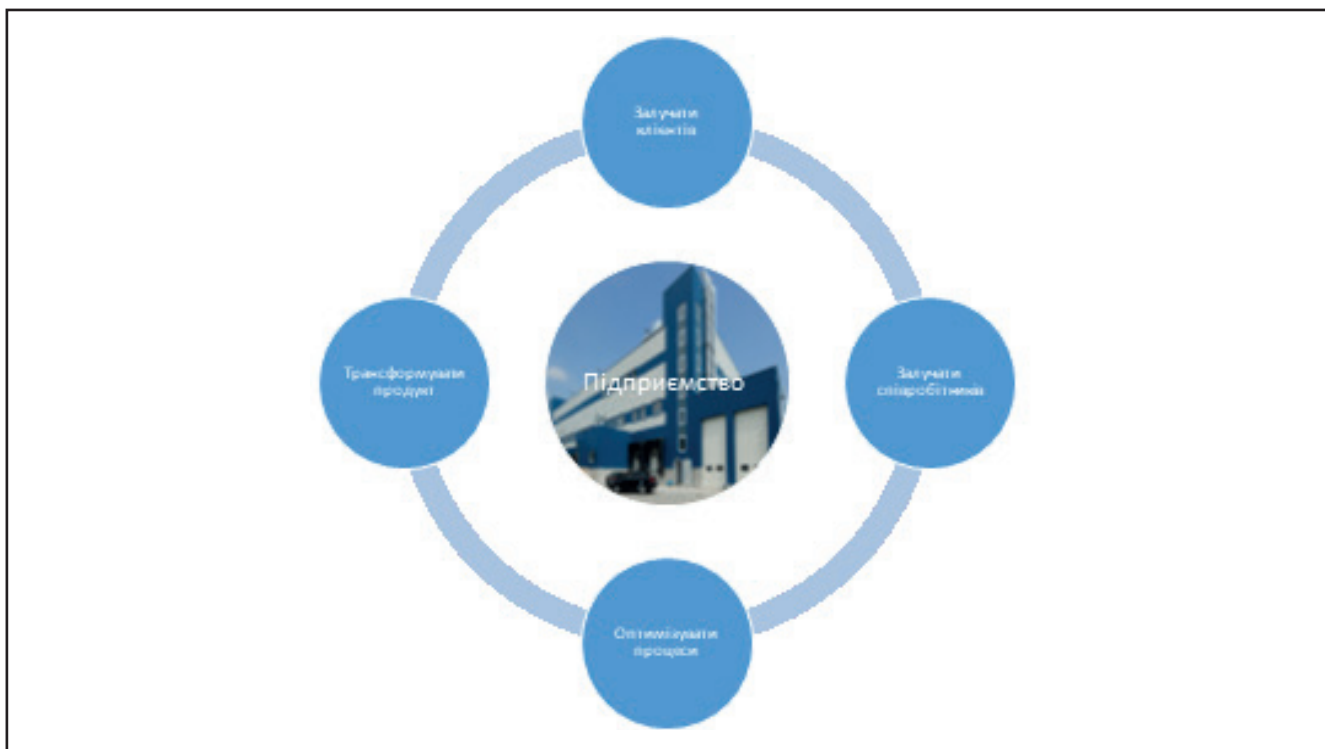 Залучати
клієнтів
Трансформувати
продукт
Підприємство
Залучати
співробітників
Оптимізувати
процеси